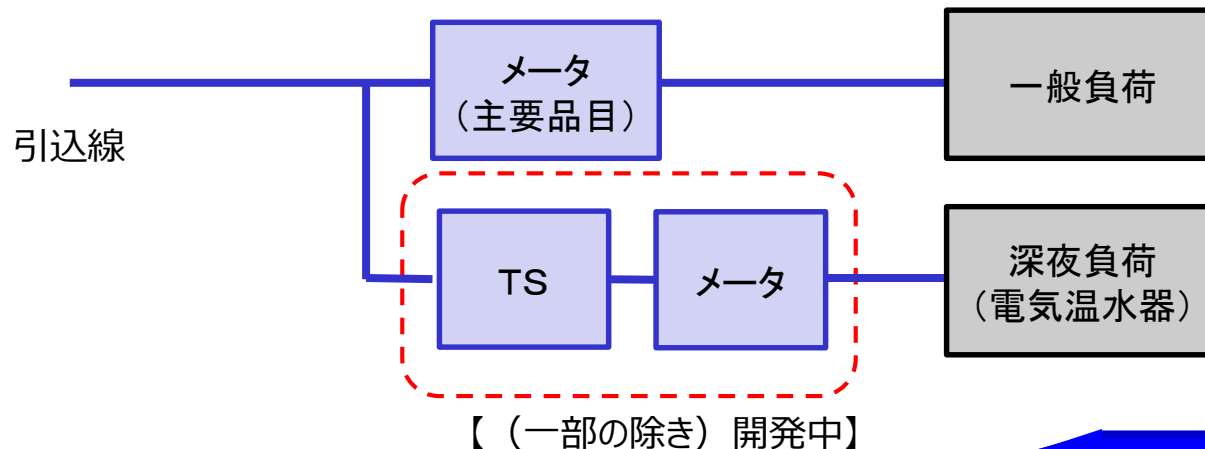 メータ
（主要品目）
一般負荷
引込線
TS
メータ
深夜負荷
（電気温水器）
【（一部の除き）開発中】